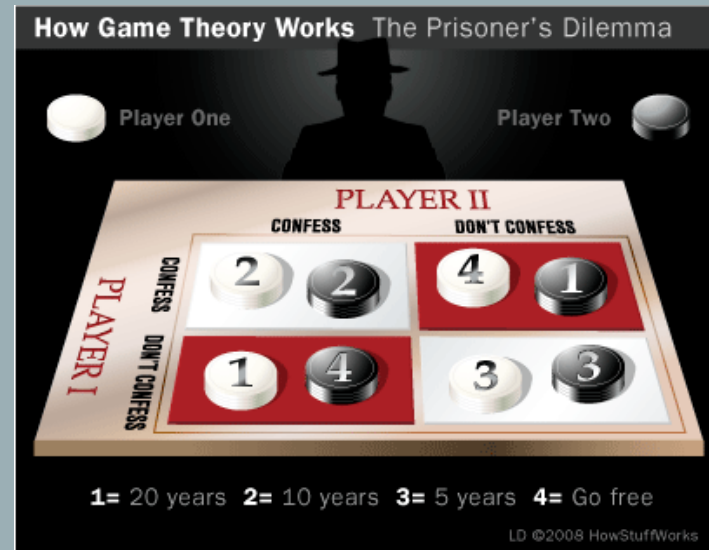 How Game Theory Works The Prisoner's Dilemma
Player One
Player Two
PLAYER II
CONFESS DON'T CONFESS
PLAYER I
CONFESS
2 2 4 1
DON'T CONFESS
1 4 3 3
1= 20 years 2= 10 years 3= 5 years 4= Go free
LD ©2008 HowStuffWorks